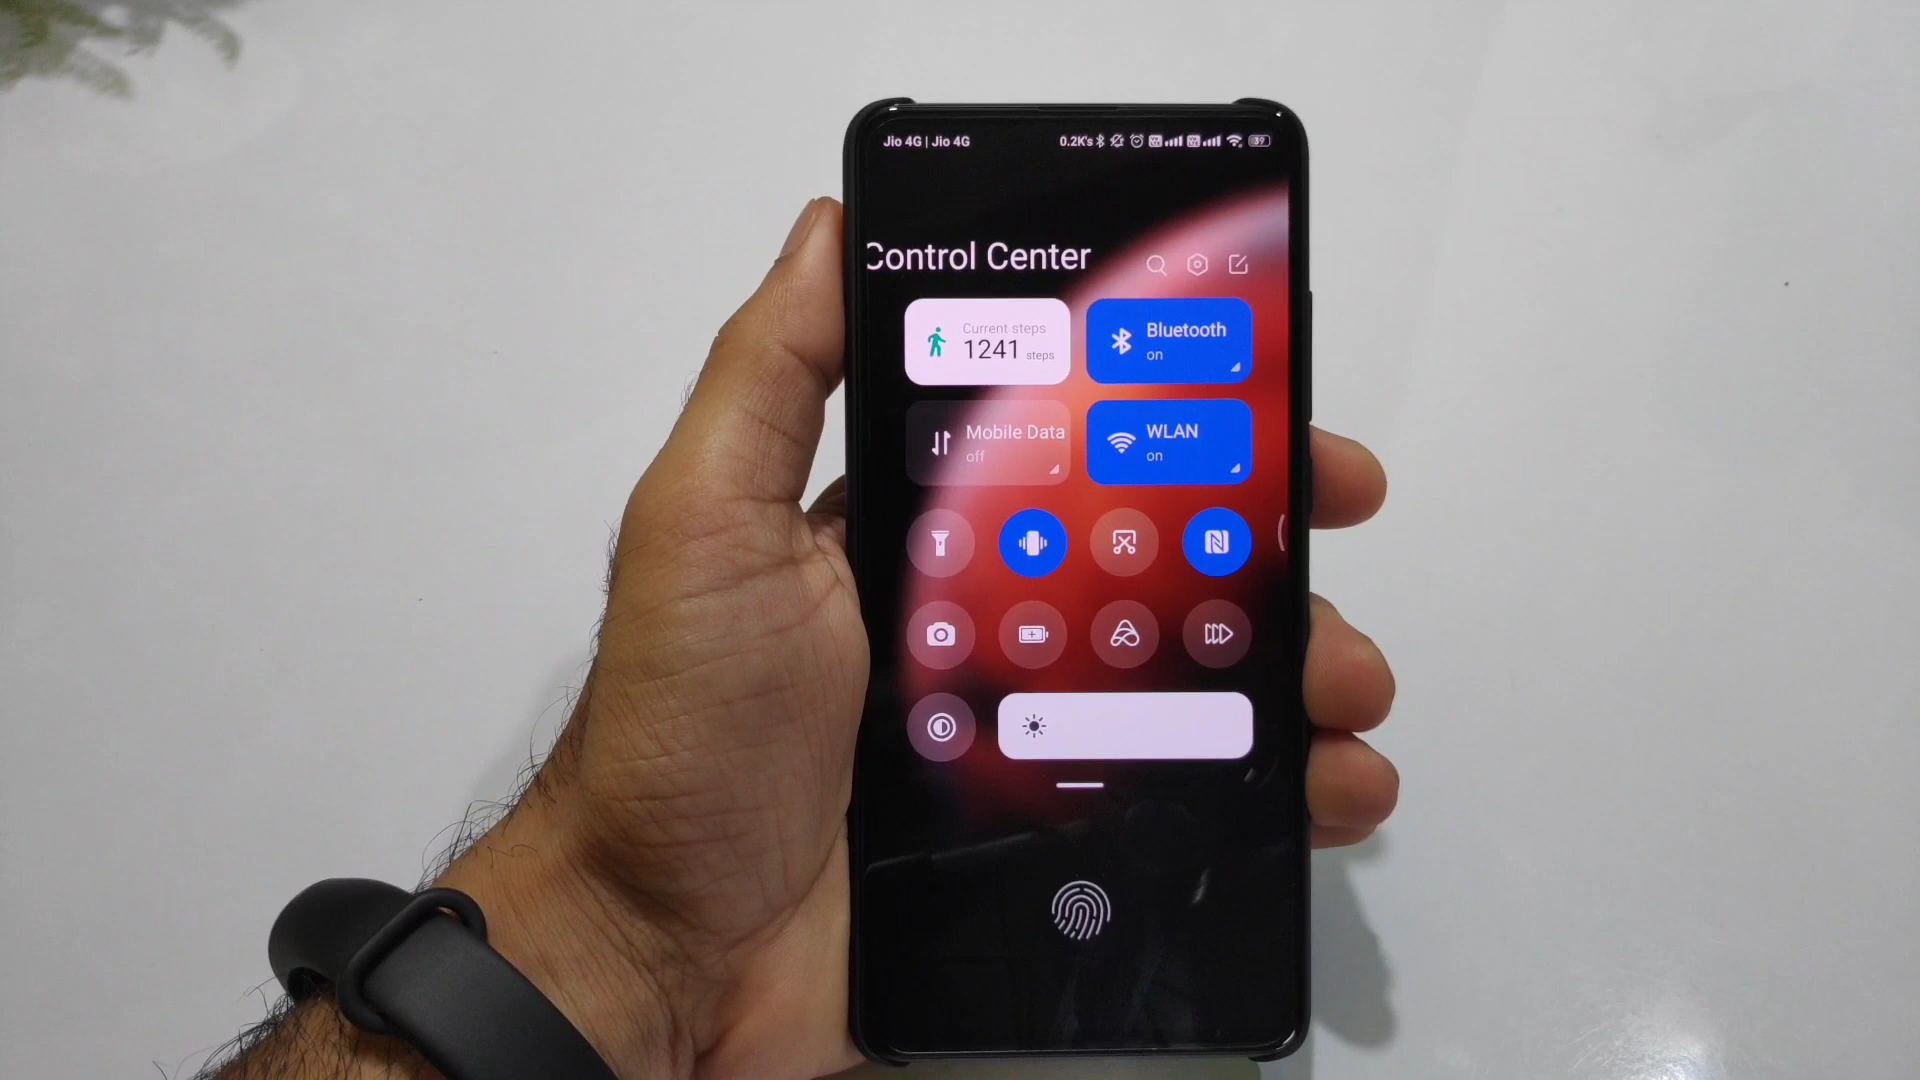 Jio 4G | Jio 4G 0.2K's 39
Control Center
Current steps
1241 steps
Bluetooth
on
Mobile Data
off
WLAN
on